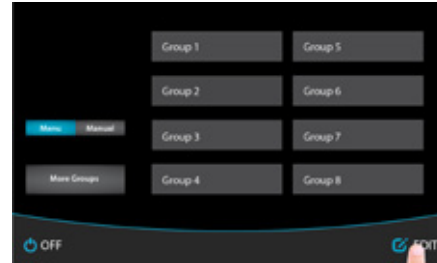 Group 1
Group 5
Group 2
Group 6
Menu
Manual
Group 3
Group 7
More Groups
Group 4
Group 8
OFF
EDIT